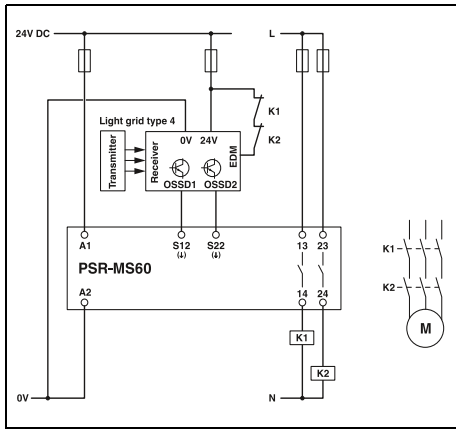 24V DC
L
K1
K2
Light grid type 4
Transmitter
Receiver
0V 24V
EDM
OSSD1 OSSD2
A1
S12
(↓)
S22
(↓)
13 23
PSR-MS60
A2
14 24
K1
K2
0V
N
K1
K2
M